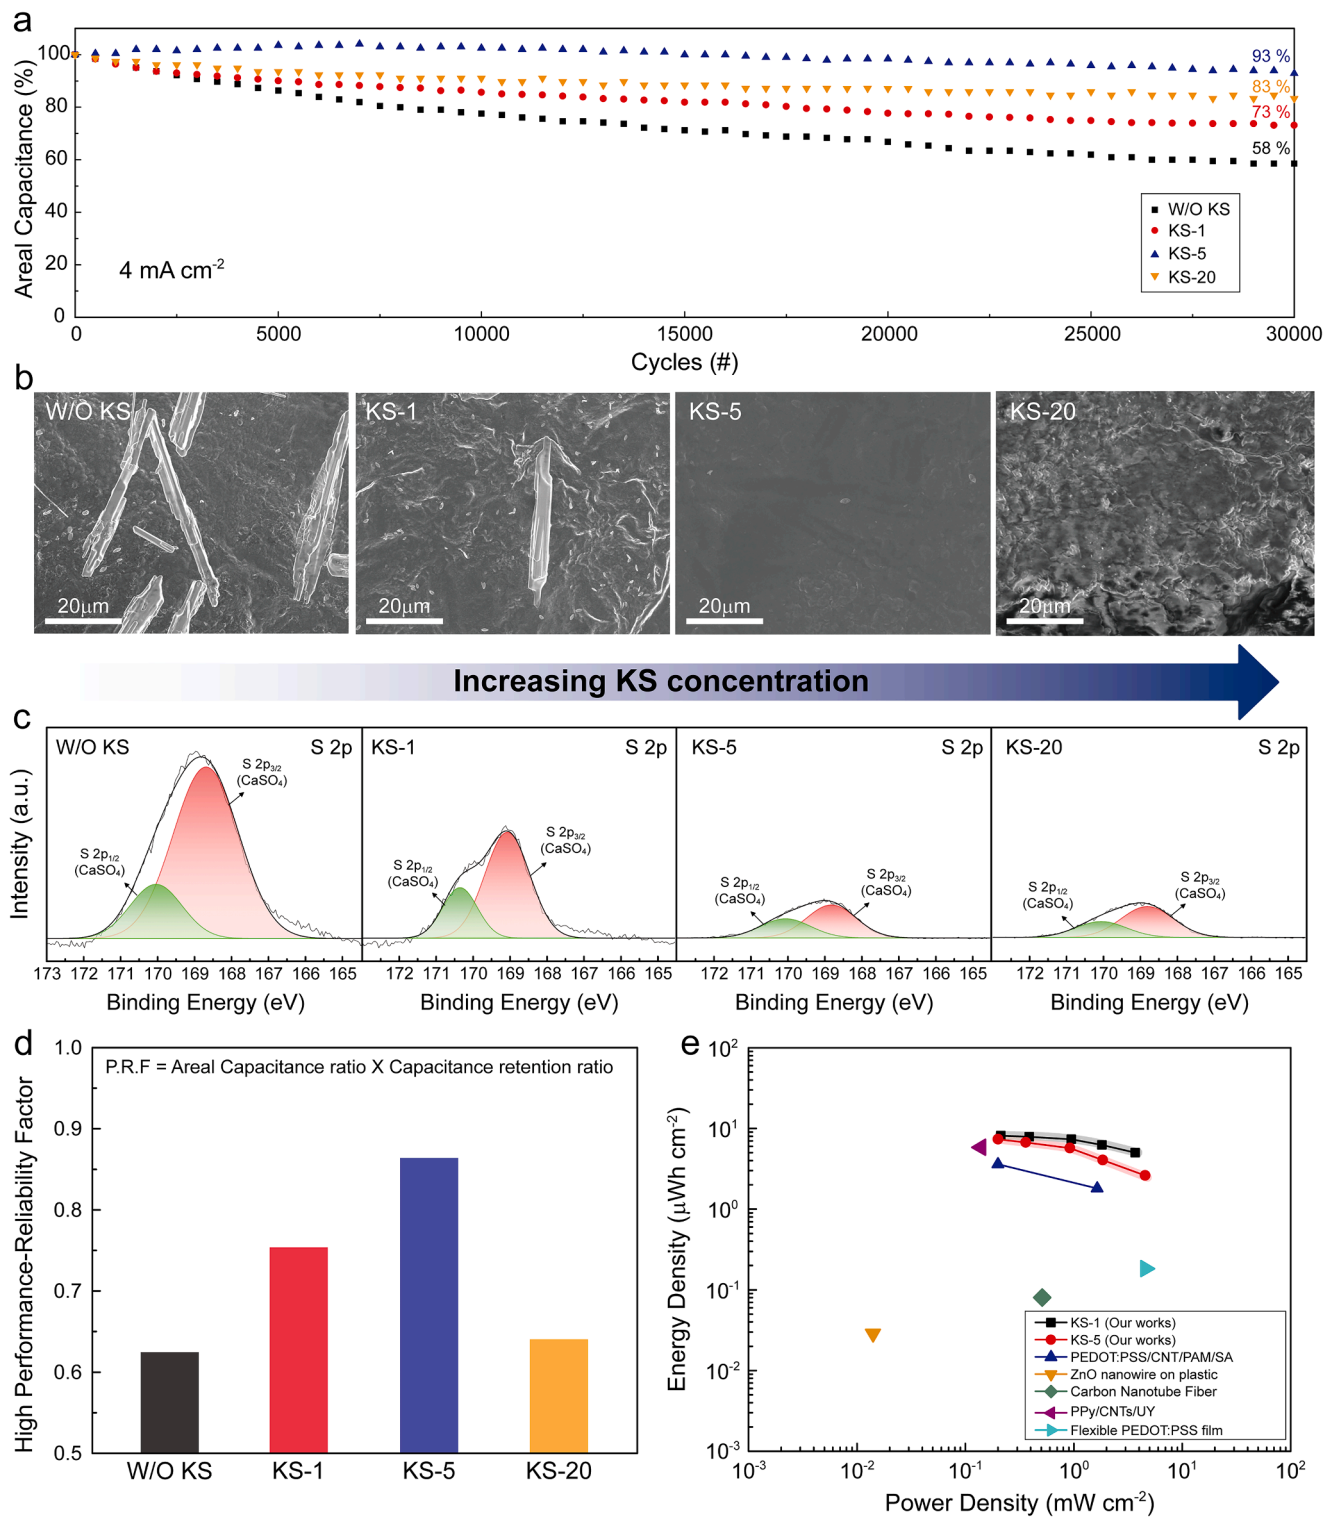 a
Areal Capacitance (%)
100
80
60
40
20
0
93 %
83 %
73 %
58 %
W/O KS
KS-1
KS-5
KS-20
4 mA cm-2
0 5000 10000 15000 20000 25000 30000
Cycles (#)
b
W/O KS KS-1 KS-5 KS-20
20μm 20μm 20μm 20μm
Increasing KS concentration
c
Intensity (a.u.)
W/O KS S 2p
S 2p3/2
(CaSO4)
S 2p1/2
(CaSO4)
KS-1 S 2p
S 2p3/2
(CaSO4)
S 2p1/2
(CaSO4)
KS-5 S 2p
S 2p1/2
(CaSO4)
S 2p3/2
(CaSO4)
KS-20 S 2p
S 2p1/2
(CaSO4)
S 2p3/2
(CaSO4)
173 172 171 170 169 168 167 166 165 172 171 170 169 168 167 166 165 172 171 170 169 168 167 166 165 172 171 170 169 168 167 166 165
Binding Energy (eV) Binding Energy (eV) Binding Energy (eV) Binding Energy (eV)
d
High Performance-Reliability Factor
1.0
0.9
0.8
0.7
0.6
0.5
P.R.F = Areal Capacitance ratio X Capacitance retention ratio
W/O KS KS-1 KS-5 KS-20
e
Energy Density (μWh cm-2)
10^2
10^1
10^0
10^-1
10^-2
10^-3
KS-1 (Our works)
KS-5 (Our works)
PEDOT:PSS/CNT/PAM/SA
ZnO nanowire on plastic
Carbon Nanotube Fiber
PPy/CNTs/UY
Flexible PEDOT:PSS film
10^-3 10^-2 10^-1 10^0 10^1 10^2
Power Density (mW cm-2)